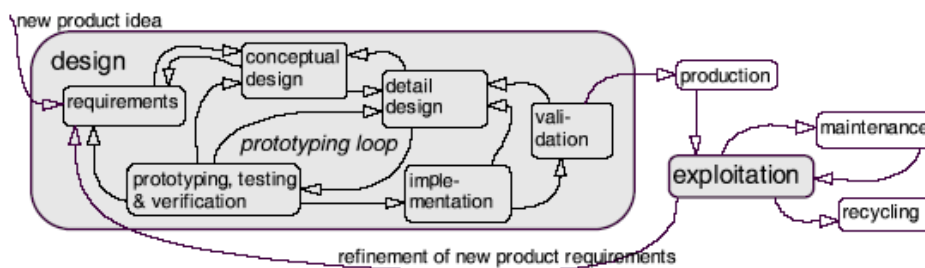 new product idea
design
conceptual
design
requirements
detail
design
vali-
dation
production
maintenance
prototyping loop
prototyping, testing
& verification
imple-
mentation
exploitation
recycling
refinement of new product requirements